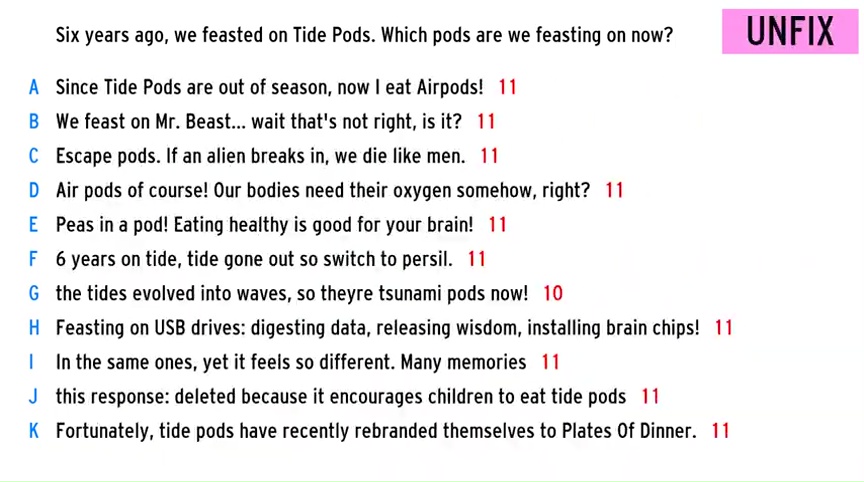 Six years ago, we feasted on Tide Pods. Which pods are we feasting on now?
UNFIX
A Since Tide Pods are out of season, now I eat Airpods! 11
B We feast on Mr. Beast... wait that's not right, is it? 11
C Escape pods. If an alien breaks in, we die like men. 11
D Air pods of course! Our bodies need their oxygen somehow, right? 11
E Peas in a pod! Eating healthy is good for your brain! 11
F 6 years on tide, tide gone out so switch to persil. 11
G the tides evolved into waves, so theyre tsunami pods now! 10
H Feasting on USB drives: digesting data, releasing wisdom, installing brain chips! 11
I In the same ones, yet it feels so different. Many memories 11
J this response: deleted because it encourages children to eat tide pods 11
K Fortunately, tide pods have recently rebranded themselves to Plates Of Dinner. 11